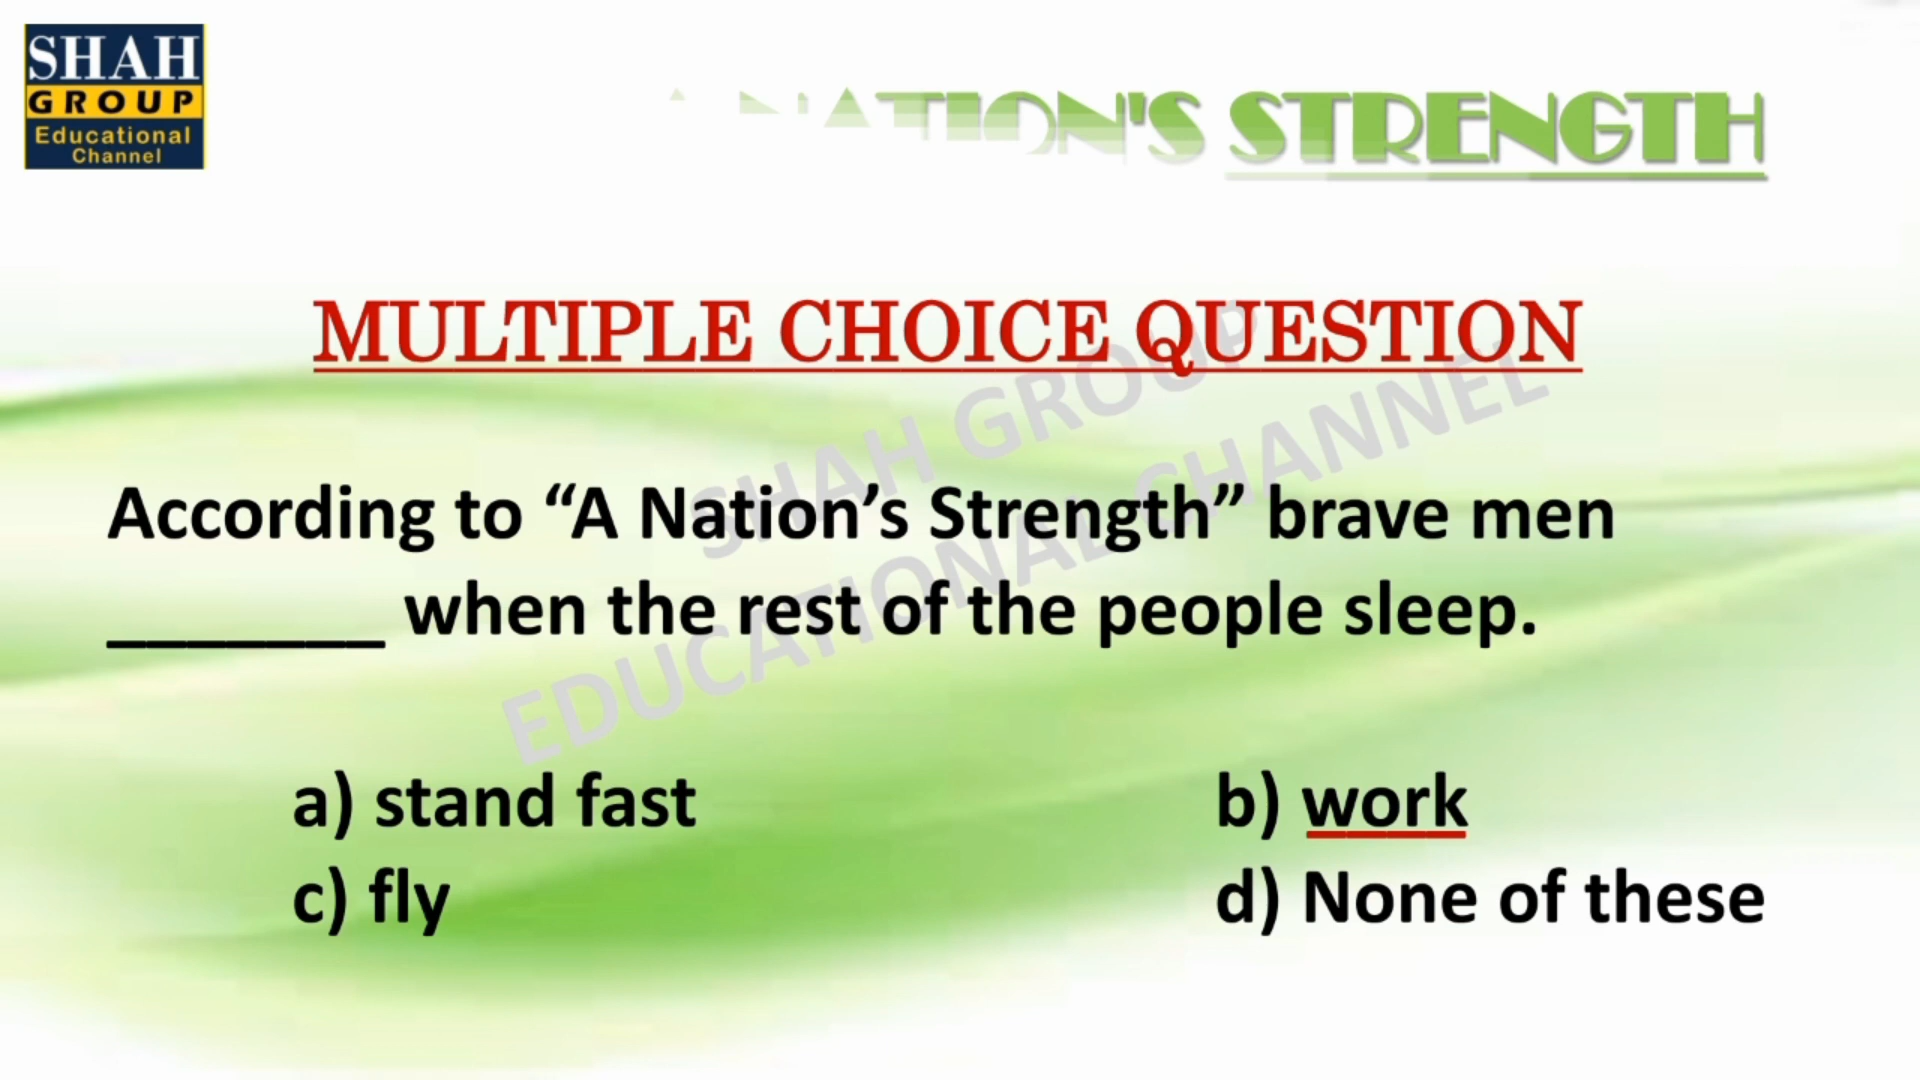 SHAH
GROUP
Educational
Channel
NATION'S STRENGTH
MULTIPLE CHOICE QUESTION
SHAH GROUP
EDUCATIONAL CHANNEL
According to “A Nation’s Strength” brave men
_______ when the rest of the people sleep.
a) stand fast
b) work
c) fly
d) None of these